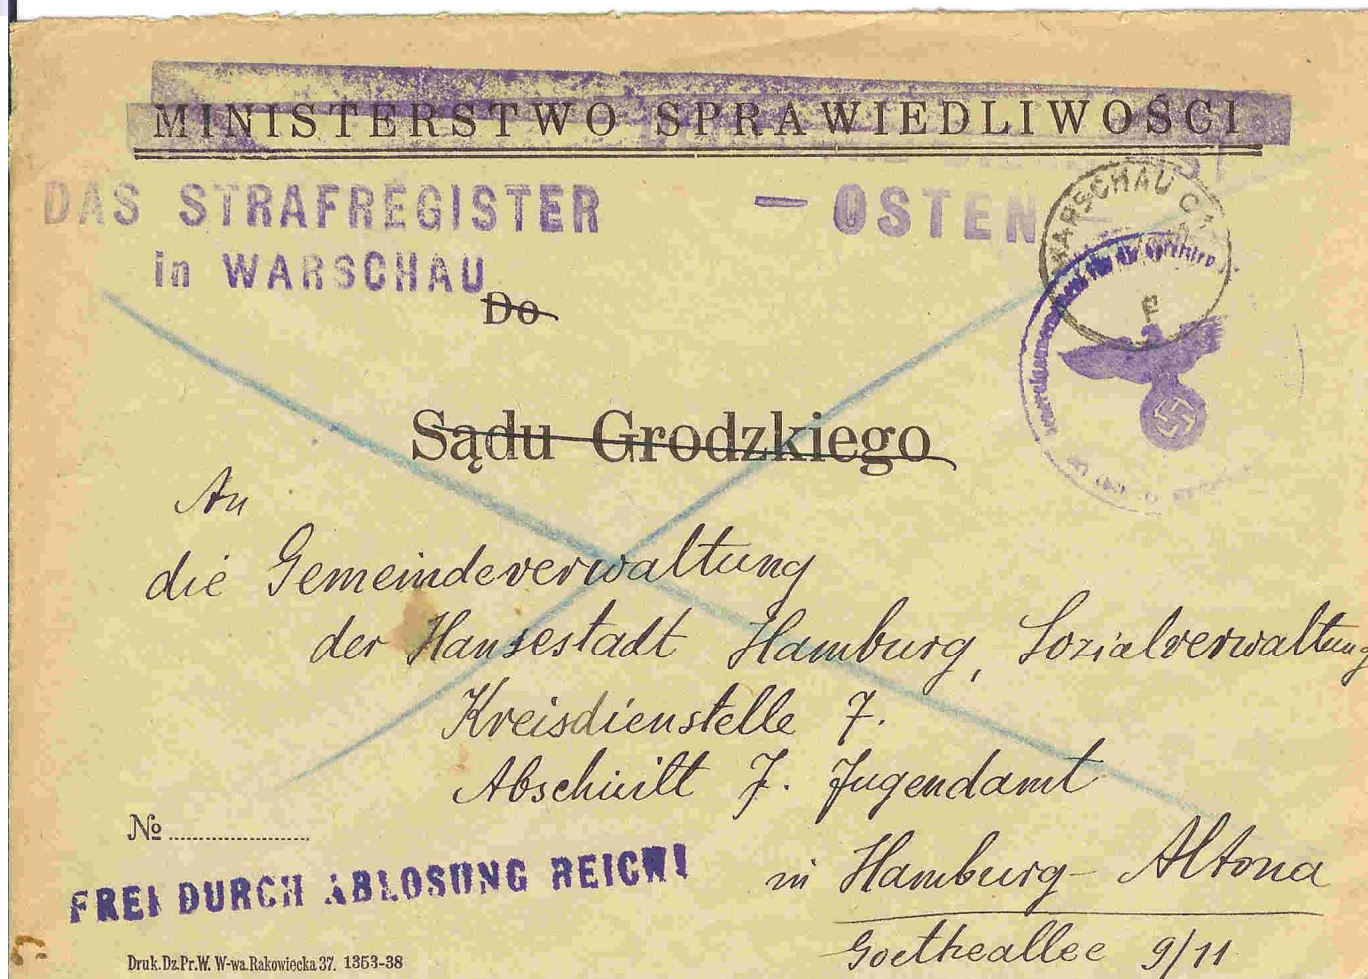 MINISTERSTWO SPRAWIEDLIWOŚCI
DAS STRAFREGISTER
in WARSCHAU
— OSTEN
WARSCHAU C1
Do
Sądu Grodzkiego
An
die Gemeindeverwaltung
der Hansestadt Hamburg, Sozialverwaltung
Kreisdienstelle 7.
Abschnitt 7. Jugendamt
№
FREI DURCH ABLOSUNG REICH!
in Hamburg-Altona
Goetheallee 9/11
Druk.Dz.Pr.W. W-wa.Rakowiecka 37. 1353-38